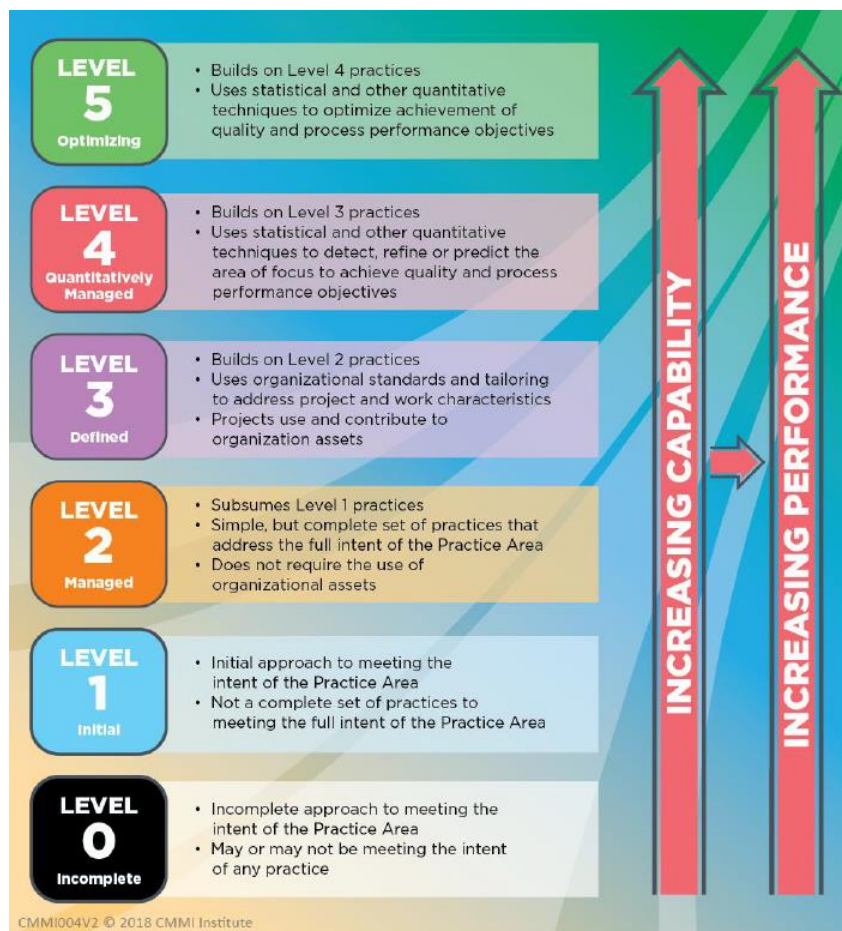 LEVEL
5
Optimizing
• Builds on Level 4 practices
• Uses statistical and other quantitative
techniques to optimize achievement of
quality and process performance objectives
LEVEL
4
Quantitatively
Managed
• Builds on Level 3 practices
• Uses statistical and other quantitative
techniques to detect, refine or predict the
area of focus to achieve quality and process
performance objectives
LEVEL
3
Defined
• Builds on Level 2 practices
• Uses organizational standards and tailoring
to address project and work characteristics
• Projects use and contribute to
organization assets
LEVEL
2
Managed
• Subsumes Level 1 practices
• Simple, but complete set of practices that
address the full intent of the Practice Area
• Does not require the use of
organizational assets
LEVEL
1
Initial
• Initial approach to meeting the
intent of the Practice Area
• Not a complete set of practices to
meeting the full intent of the Practice Area
LEVEL
0
Incomplete
• Incomplete approach to meeting the
intent of the Practice Area
• May or may not be meeting the intent
of any practice
INCREASING CAPABILITY
INCREASING PERFORMANCE
CMMI004V2 © 2018 CMMI Institute